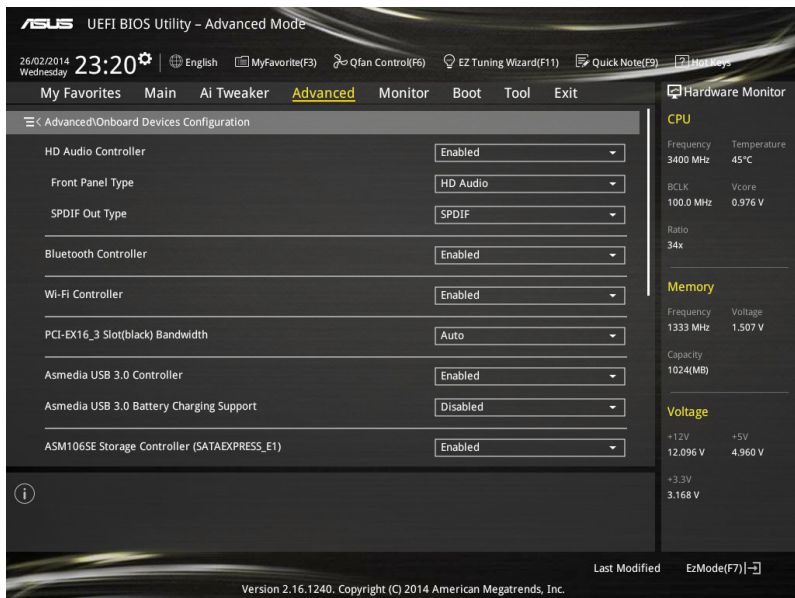 ASUS UEFI BIOS Utility – Advanced Mode
26/02/2014 Wednesday 23:20 English MyFavorite(F3) Qfan Control(F6) EZ Tuning Wizard(F11) Quick Note(F9) ? Hot Keys
My Favorites Main Ai Tweaker Advanced Monitor Boot Tool Exit
Advanced\Onboard Devices Configuration
HD Audio Controller Enabled
Front Panel Type HD Audio
SPDIF Out Type SPDIF
Bluetooth Controller Enabled
Wi-Fi Controller Enabled
PCI-EX16_3 Slot(black) Bandwidth Auto
Asmedia USB 3.0 Controller Enabled
Asmedia USB 3.0 Battery Charging Support Disabled
ASM106SE Storage Controller (SATAEXPRESS_E1) Enabled
Hardware Monitor
CPU
Frequency Temperature
3400 MHz 45°C
BCLK Vcore
100.0 MHz 0.976 V
Ratio
34x
Memory
Frequency Voltage
1333 MHz 1.507 V
Capacity
1024(MB)
Voltage
+12V +5V
12.096 V 4.960 V
+3.3V
3.168 V
Last Modified EzMode(F7)
Version 2.16.1240. Copyright (C) 2014 American Megatrends, Inc.